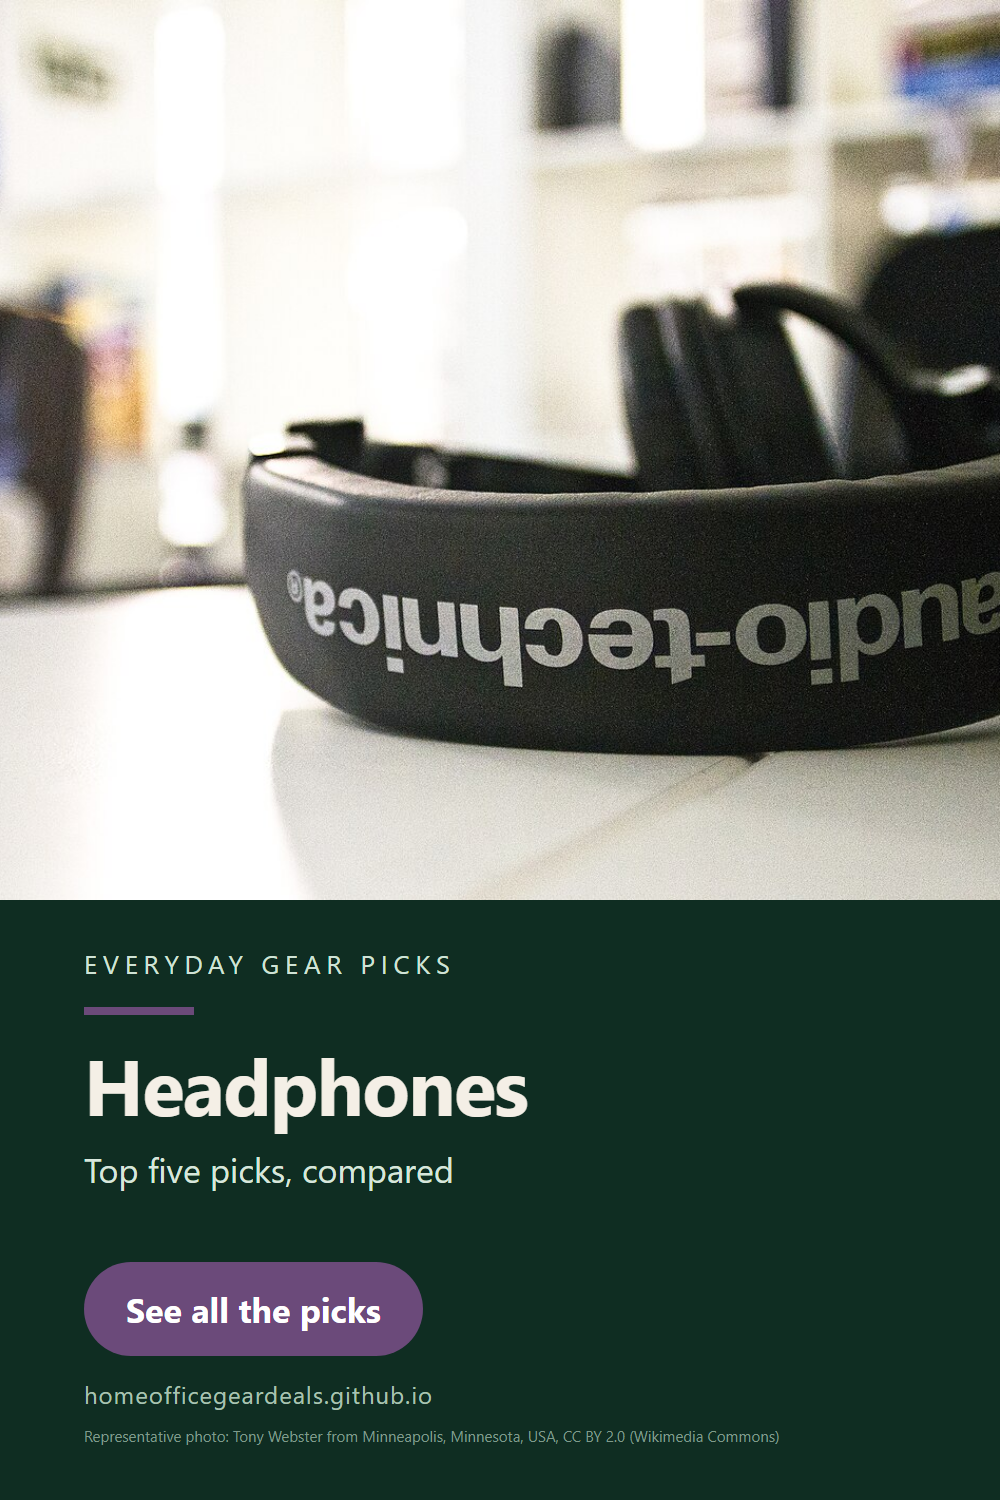 audio-technica®
EVERYDAY GEAR PICKS
Headphones
Top five picks, compared
See all the picks
homeofficegeardeals.github.io
Representative photo: Tony Webster from Minneapolis, Minnesota, USA, CC BY 2.0 (Wikimedia Commons)